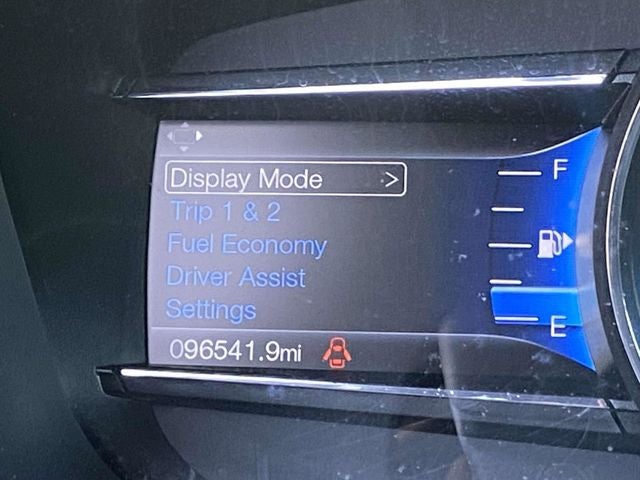 Display Mode >
Trip 1 & 2
Fuel Economy
Driver Assist
Settings
096541.9mi
F
E